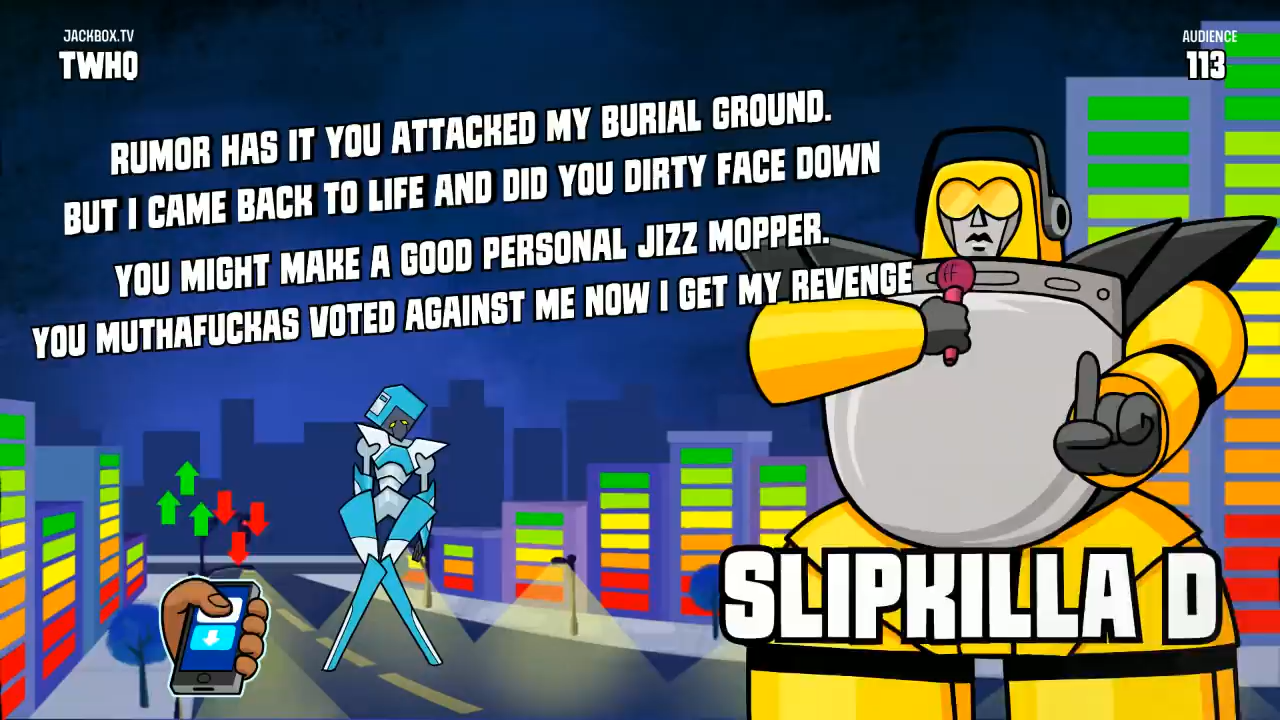 JACKBOX.TV
TWHQ
AUDIENCE
113
RUMOR HAS IT YOU ATTACKED MY BURIAL GROUND.
BUT I CAME BACK TO LIFE AND DID YOU DIRTY FACE DOWN
YOU MIGHT MAKE A GOOD PERSONAL JIZZ MOPPER.
YOU MUTHAFUCKAS VOTED AGAINST ME NOW I GET MY REVENGE
SLIPKILLA D